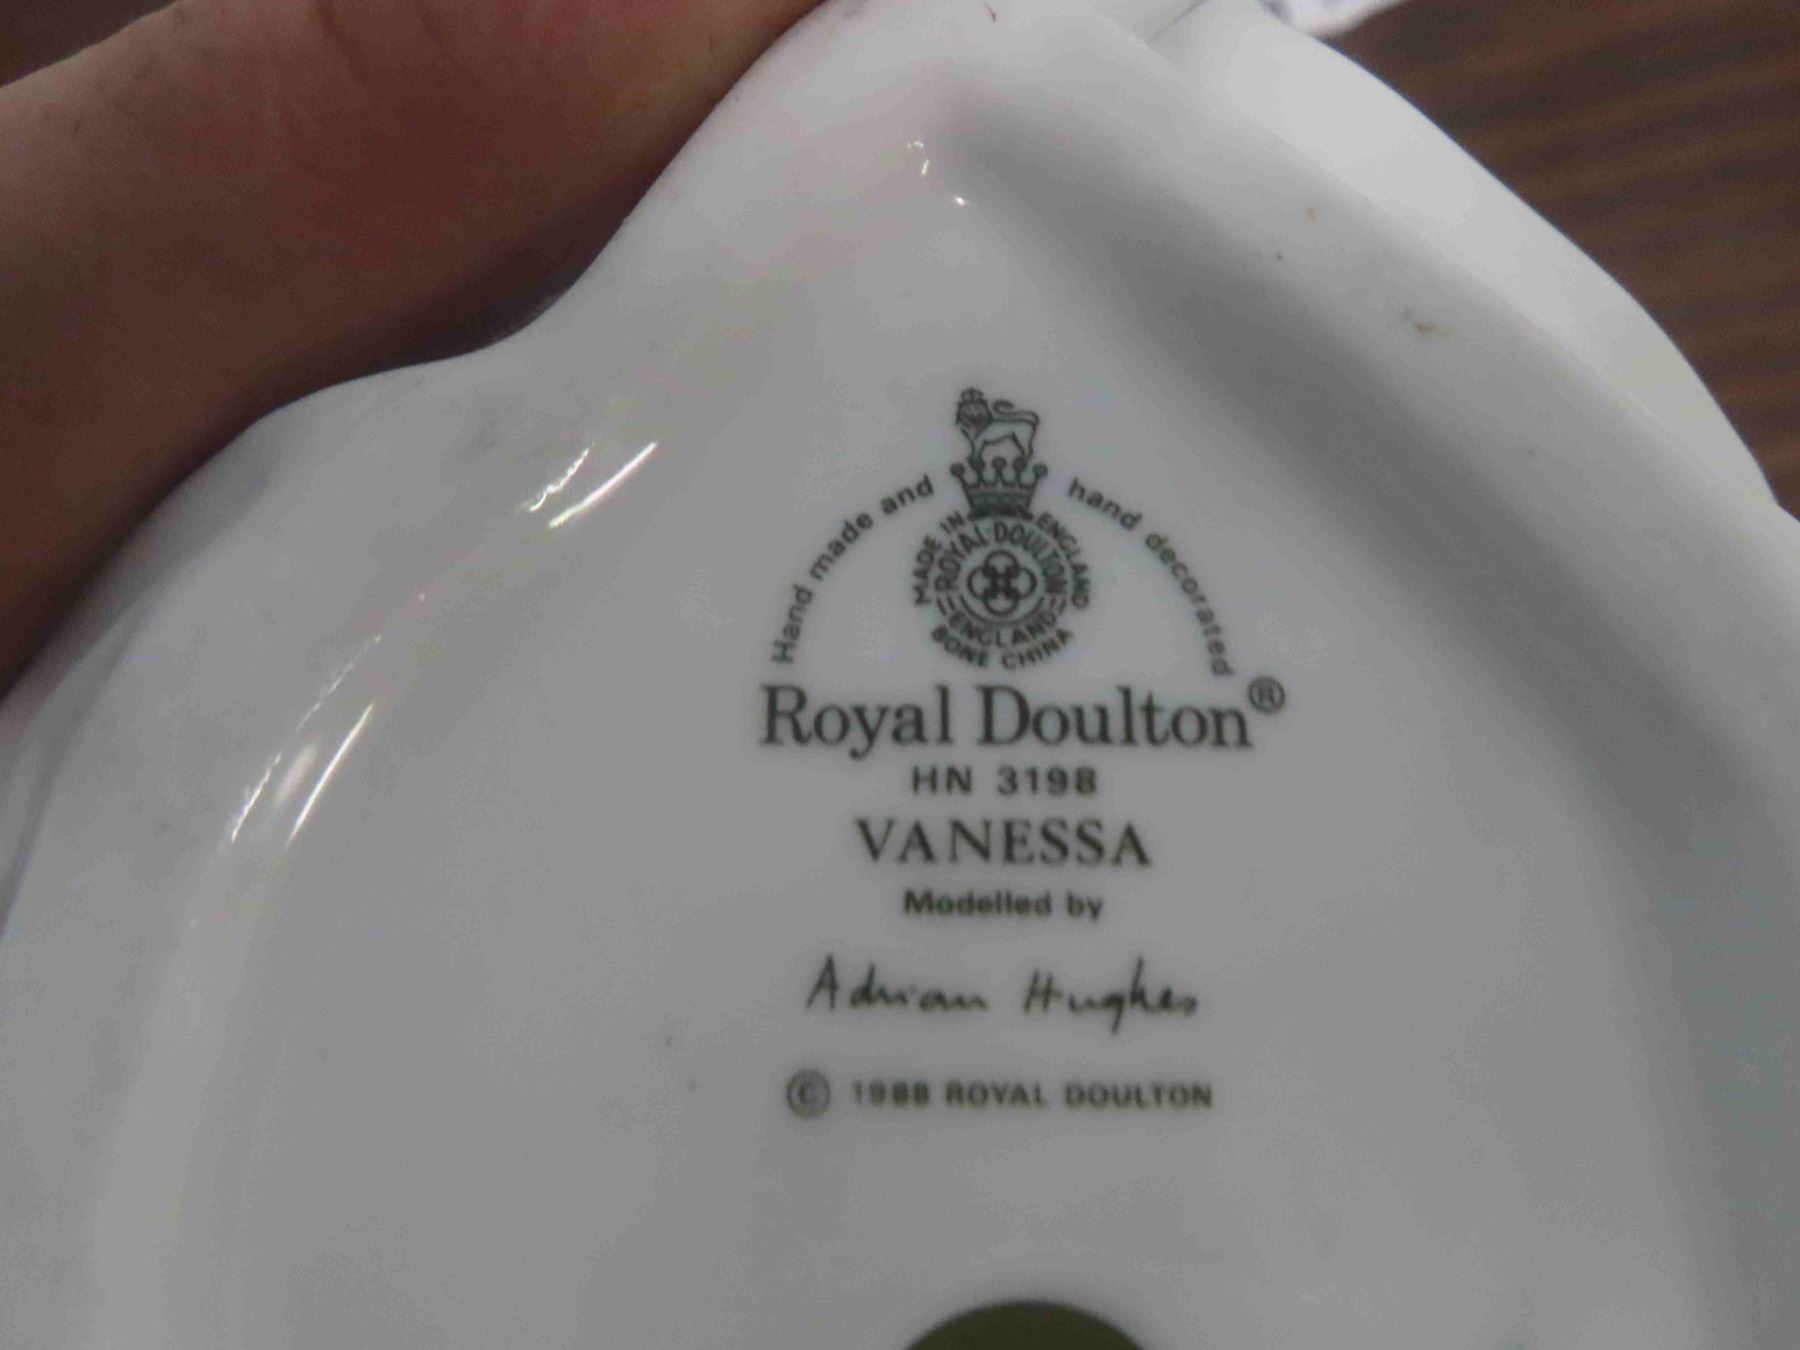 Hand made and hand decorated
MADE IN ENGLAND
ROYAL·DOULTON
ENGLAND
BONE CHINA
Royal Doulton®
HN 3198
VANESSA
Modelled by
Adrian Hughes
© 1988 ROYAL DOULTON